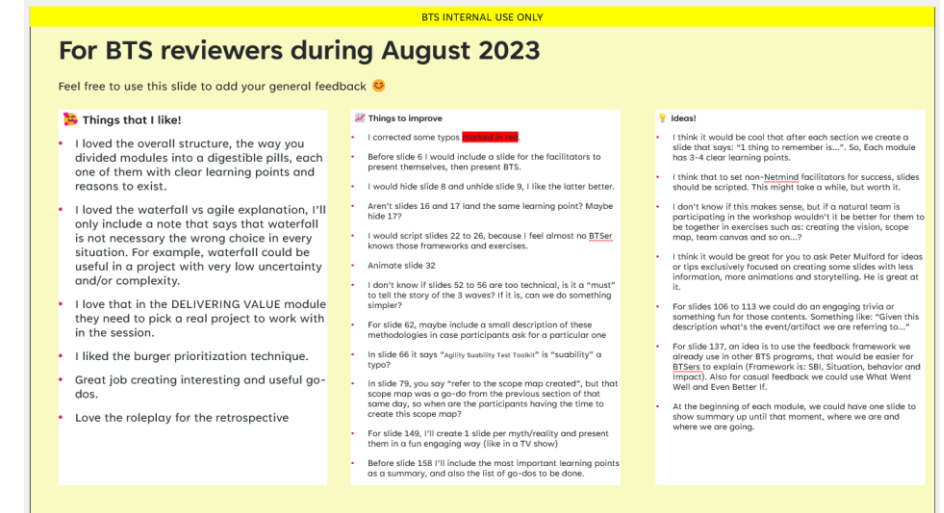 BTS INTERNAL USE ONLY
For BTS reviewers during August 2023
Feel free to use this slide to add your general feedback 😊
🥰 Things that I like!
• I loved the overall structure, the way you
divided modules into a digestible pills, each
one of them with clear learning points and
reasons to exist.
• I loved the waterfall vs agile explanation, I'll
only include a note that says that waterfall
is not necessary the wrong choice in every
situation. For example, waterfall could be
useful in a project with very low uncertainty
and/or complexity.
• I love that in the DELIVERING VALUE module
they need to pick a real project to work with
in the session.
• I liked the burger prioritization technique.
• Great job creating interesting and useful go-
dos.
• Love the roleplay for the retrospective
📈 Things to improve
• I corrected some typos marked in red.
• Before slide 6 I would include a slide for the facilitators to
present themselves, then present BTS.
• I would hide slide 8 and unhide slide 9, I like the latter better.
• Aren't slides 16 and 17 land the same learning point? Maybe
hide 17?
• I would script slides 22 to 26, because I feel almost no BTSer
knows those frameworks and exercises.
• Animate slide 32
• I don't know if slides 52 to 56 are too technical, is it a "must"
to tell the story of the 3 waves? If it is, can we do something
simpler?
• For slide 62, maybe include a small description of these
methodologies in case participants ask for a particular one
• In slide 66 it says "Agility Suability Test Toolkit" is "suability" a
typo?
• In slide 79, you say "refer to the scope map created", but that
scope map was a go-do from the previous section of that
same day, so when are the participants having the time to
create this scope map?
• For slide 149, I'll create 1 slide per myth/reality and present
them in a fun engaging way (like in a TV show)
• Before slide 158 I'll include the most important learning points
as a summary, and also the list of go-dos to be done.
💡 Ideas!
• I think it would be cool that after each section we create a
slide that says: "1 thing to remember is...". So, Each module
has 3-4 clear learning points.
• I think that to set non-Netmind facilitators for success, slides
should be scripted. This might take a while, but worth it.
• I don't know if this makes sense, but if a natural team is
participating in the workshop wouldn't it be better for them to
be together in exercises such as: creating the vision, scope
map, team canvas and so on...?
• I think it would be great for you to ask Peter Mulford for ideas
or tips exclusively focused on creating some slides with less
information, more animations and storytelling. He is great at
it.
• For slides 106 to 113 we could do an engaging trivia or
something fun for those contents. Something like: "Given this
description what's the event/artifact we are referring to..."
• For slide 137, an idea is to use the feedback framework we
already use in other BTS programs, that would be easier for
BTSers to explain (Framework is: SBI, Situation, behavior and
Impact). Also for casual feedback we could use What Went
Well and Even Better If.
• At the beginning of each module, we could have one slide to
show summary up until that moment, where we are and
where we are going.